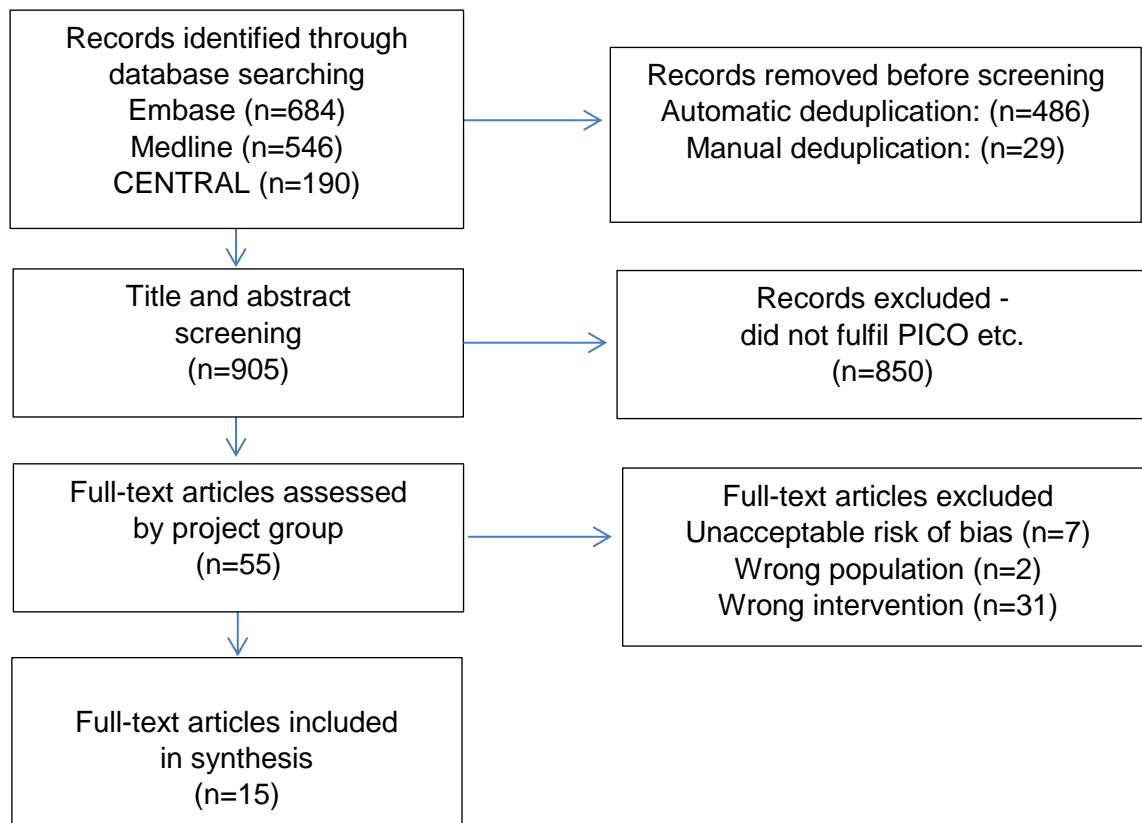 Records identified through
database searching
Embase (n=684)
Medline (n=546)
CENTRAL (n=190)
Records removed before screening
Automatic deduplication: (n=486)
Manual deduplication: (n=29)
Title and abstract
screening
(n=905)
Records excluded -
did not fulfil PICO etc.
(n=850)
Full-text articles assessed
by project group
(n=55)
Full-text articles excluded
Unacceptable risk of bias (n=7)
Wrong population (n=2)
Wrong intervention (n=31)
Full-text articles included
in synthesis
(n=15)